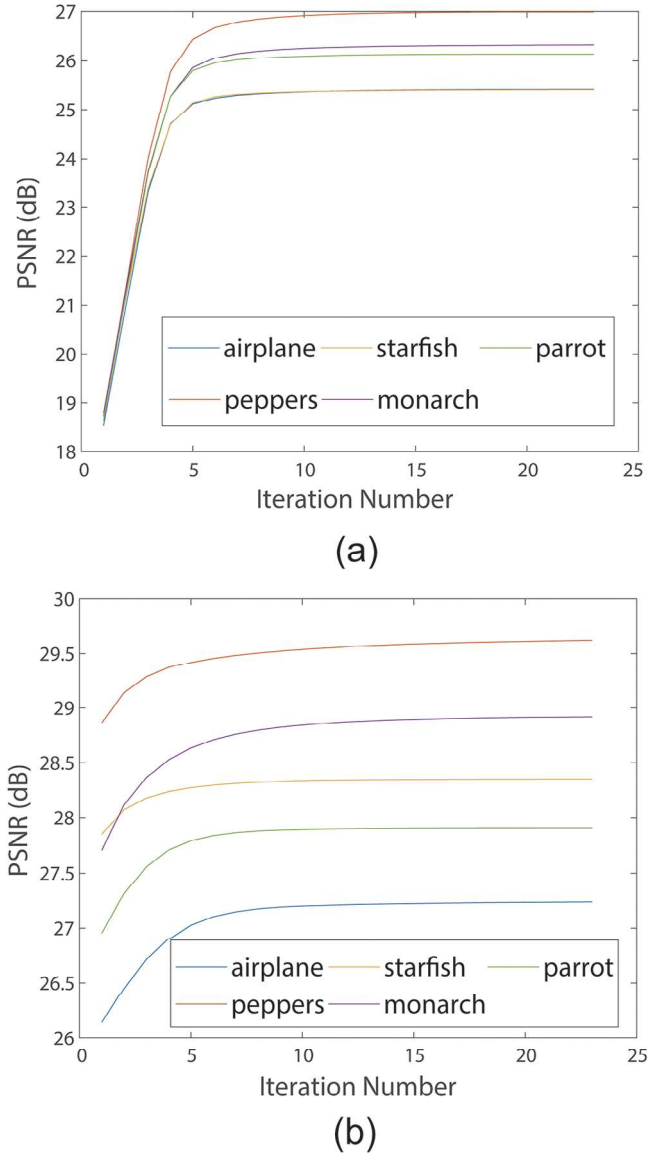 27
26
25
24
23
22
21
20
19
18
PSNR (dB)
airplane starfish parrot
peppers monarch
0 5 10 15 20 25
Iteration Number
(a)
30
29.5
29
28.5
28
27.5
27
26.5
26
PSNR (dB)
airplane starfish parrot
peppers monarch
0 5 10 15 20 25
Iteration Number
(b)